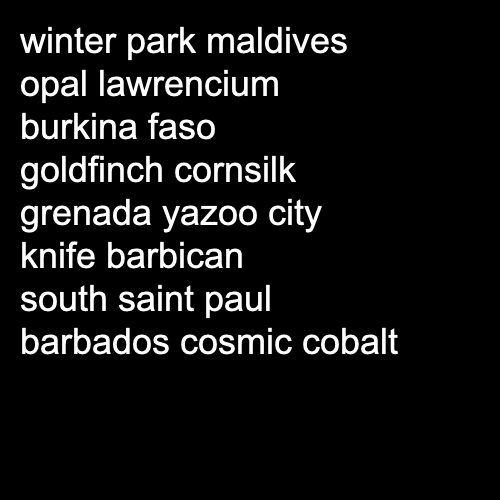 winter park maldives
opal lawrencium
burkina faso
goldfinch cornsilk
grenada yazoo city
knife barbican
south saint paul
barbados cosmic cobalt